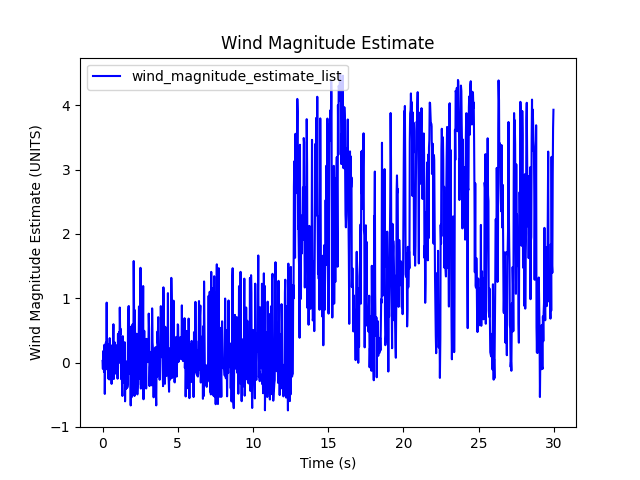 Wind Magnitude Estimate
wind_magnitude_estimate_list
Wind Magnitude Estimate (UNITS)
4
3
2
1
0
−1
0 5 10 15 20 25 30
Time (s)